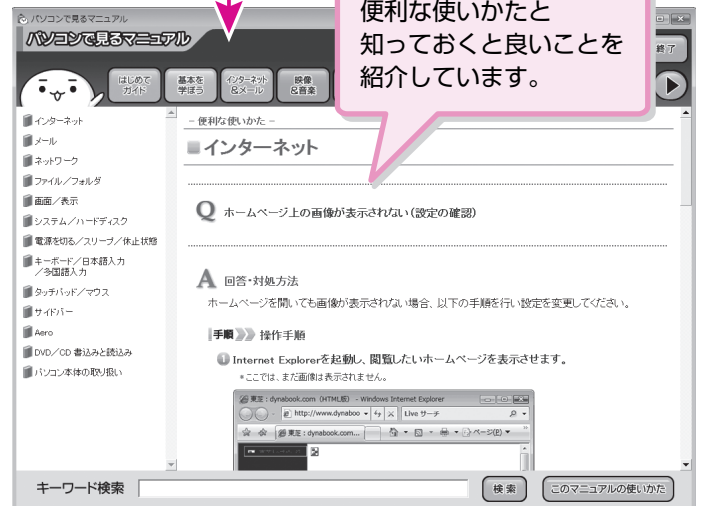 便利な使いかたと
知っておくと良いことを
紹介しています。
パソコンで見るマニュアル
パソコンで見るマニュアル
終了
はじめて
ガイド
基本を
学ぼう
インターネット
&メール
映像
&音楽
インターネット
メール
ネットワーク
ファイル／フォルダ
画面／表示
システム／ハードディスク
電源を切る／スリープ／休止状態
キーボード／日本語入力
／多国語入力
タッチパッド／マウス
サイドバー
Aero
DVD／CD 書込みと読込み
パソコン本体の取り扱い
- 便利な使いかた -
インターネット
Q ホームページ上の画像が表示されない（設定の確認）
A 回答・対処方法
ホームページを開いても画像が表示されない場合、以下の手順を行い設定を変更してください。
手順 操作手順
1 Internet Explorerを起動し、閲覧したいホームページを表示させます。
*ここでは、まだ画像は表示されません。
東芝：dynabook.com (HTML版) - Windows Internet Explorer
http://www.dynaboo
Live サーチ
東芝：dynabook.com...
ページ(P)
キーワード検索
検索
このマニュアルの使いかた